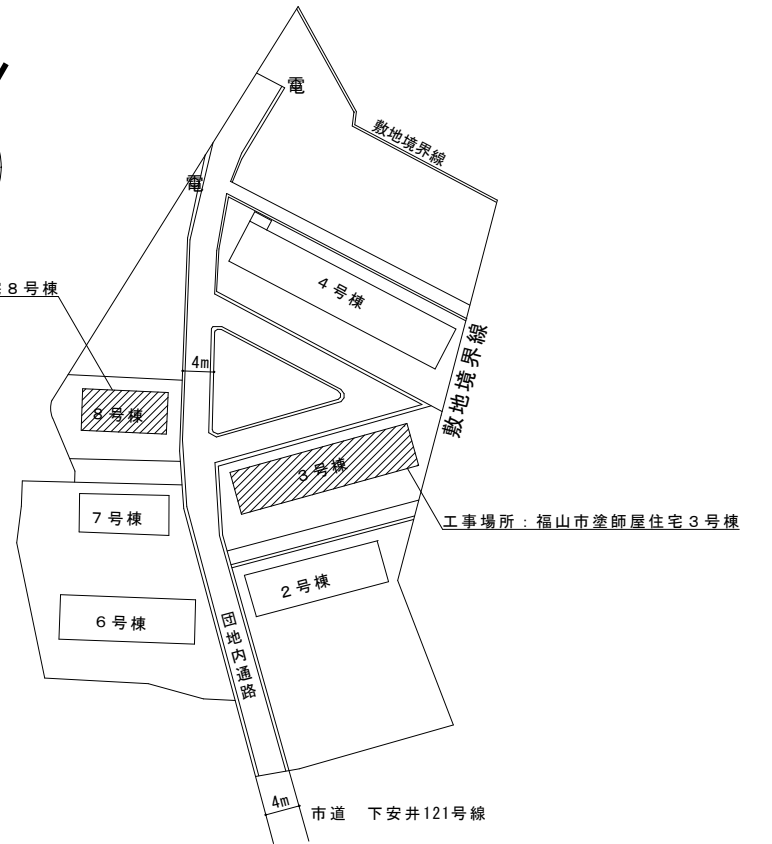 電
敷地境界線
電
4号棟
8号棟
敷地境界線
4m
8号棟
3号棟
工事場所：福山市塗師屋住宅3号棟
7号棟
2号棟
6号棟
団地内通路
4m
市道　下安井121号線